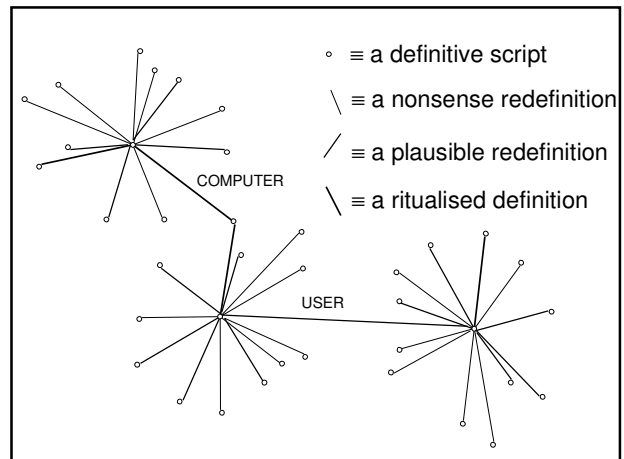 ≡ a definitive script
≡ a nonsense redefinition
≡ a plausible redefinition
COMPUTER
≡ a ritualised definition
USER